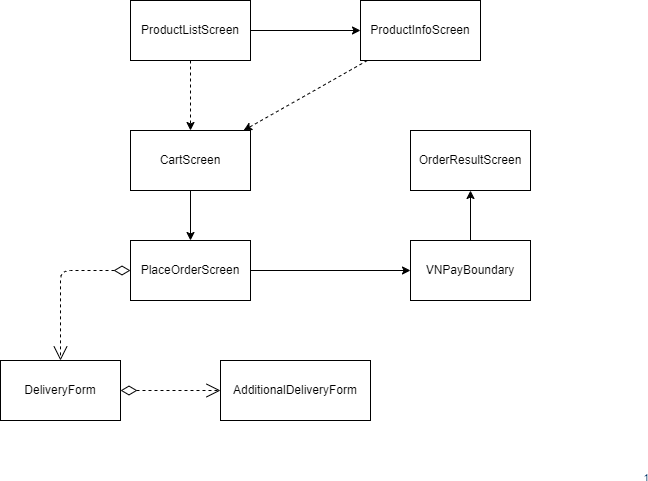 ProductListScreen
ProductInfoScreen
CartScreen
OrderResultScreen
PlaceOrderScreen
VNPayBoundary
DeliveryForm
AdditionalDeliveryForm
1